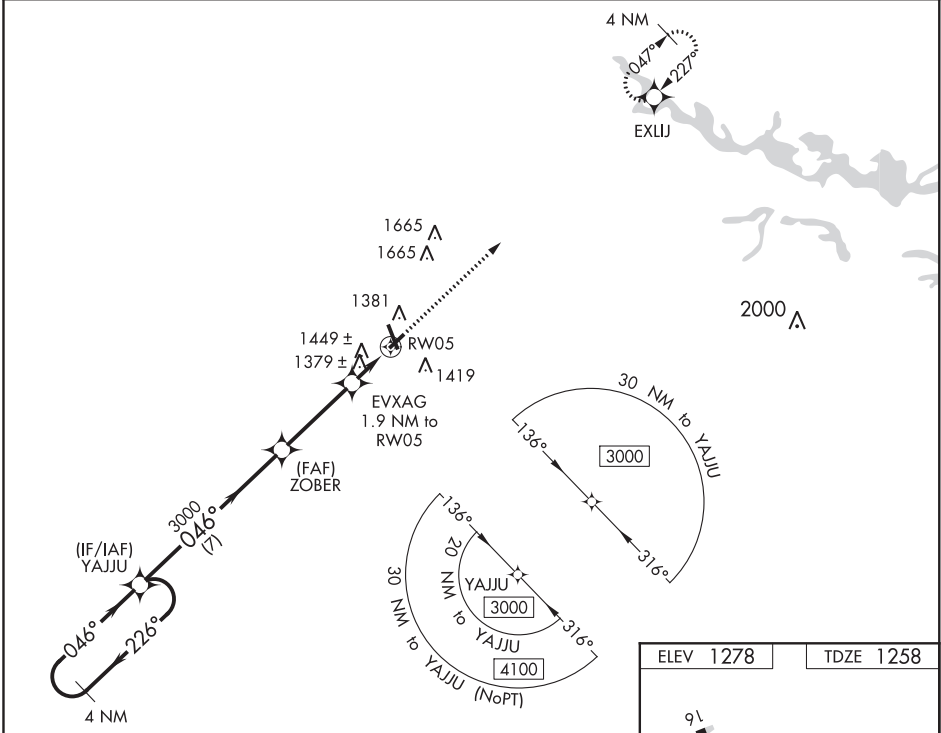 4 NM
047°
227°
EXLIJ
1665
1665
2000
1381
1449 ±
1379 ±
RW05
1419
EVXAG
1.9 NM to
RW05
(FAF)
ZOBER
3000
046°
(7)
(IF/IAF)
YAJJU
046°
226°
4 NM
30 NM to YAJJU
136°
3000
316°
136°
20 NM to YAJJU
YAJJU
3000
316°
30 NM to YAJJU (NoPT)
4100
ELEV 1278
TDZE 1258
16